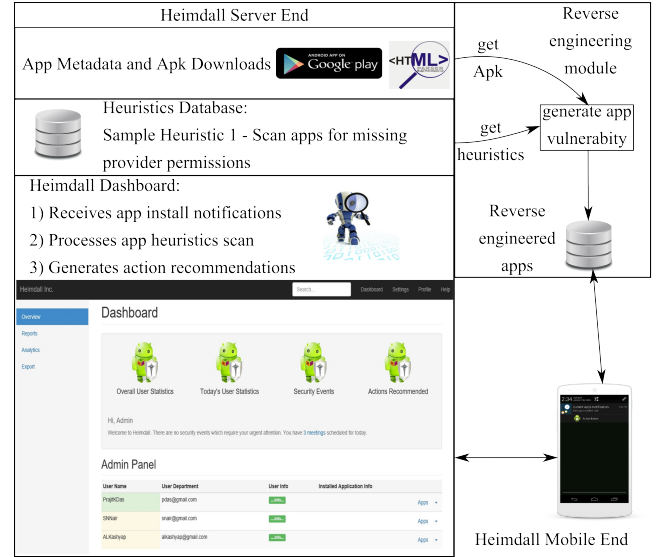 Heimdall Server End
App Metadata and Apk Downloads
ANDROID APP ON
Google play
<HTML>
PARSER
Heuristics Database:
Sample Heuristic 1 - Scan apps for missing
provider permissions
Heimdall Dashboard:
1) Receives app install notifications
2) Processes app heuristics scan
3) Generates action recommendations
Reverse
engineering
module
get
Apk
generate app
vulnerabity
get
heuristics
Reverse
engineered
apps
Heimdall Inc.
Search...
Dashboard
Settings
Profile
Help
Overview
Reports
Analytics
Export
Dashboard
Overall User Statistics
Today's User Statistics
Security Events
Actions Recommended
Hi, Admin
Welcome to Heimdall. There are no security events which require your urgent attention. You have 3 meetings scheduled for today.
Admin Panel
User Name
User Department
User Info
Installed Application Info
PrajitKDas
pdas@gmail.com
Apps
SNNair
snair@gmail.com
Apps
ALKashyap
alkashyap@gmail.com
Apps
2:34
Heimdall Mobile End